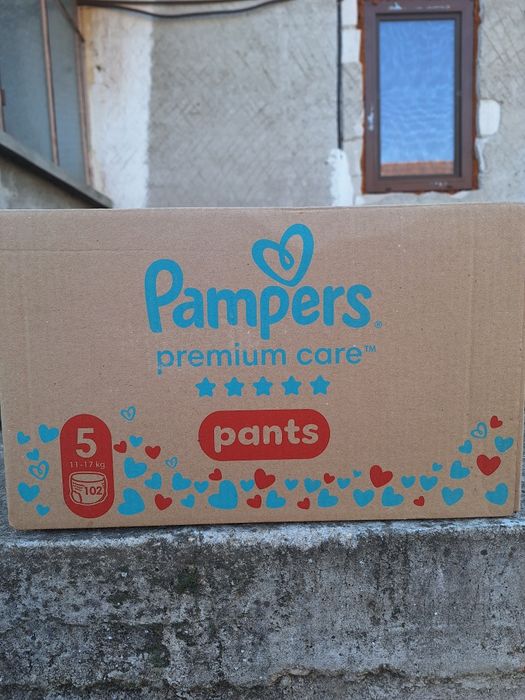 Pampers®
premium care™
pants
5
11-17 kg
102